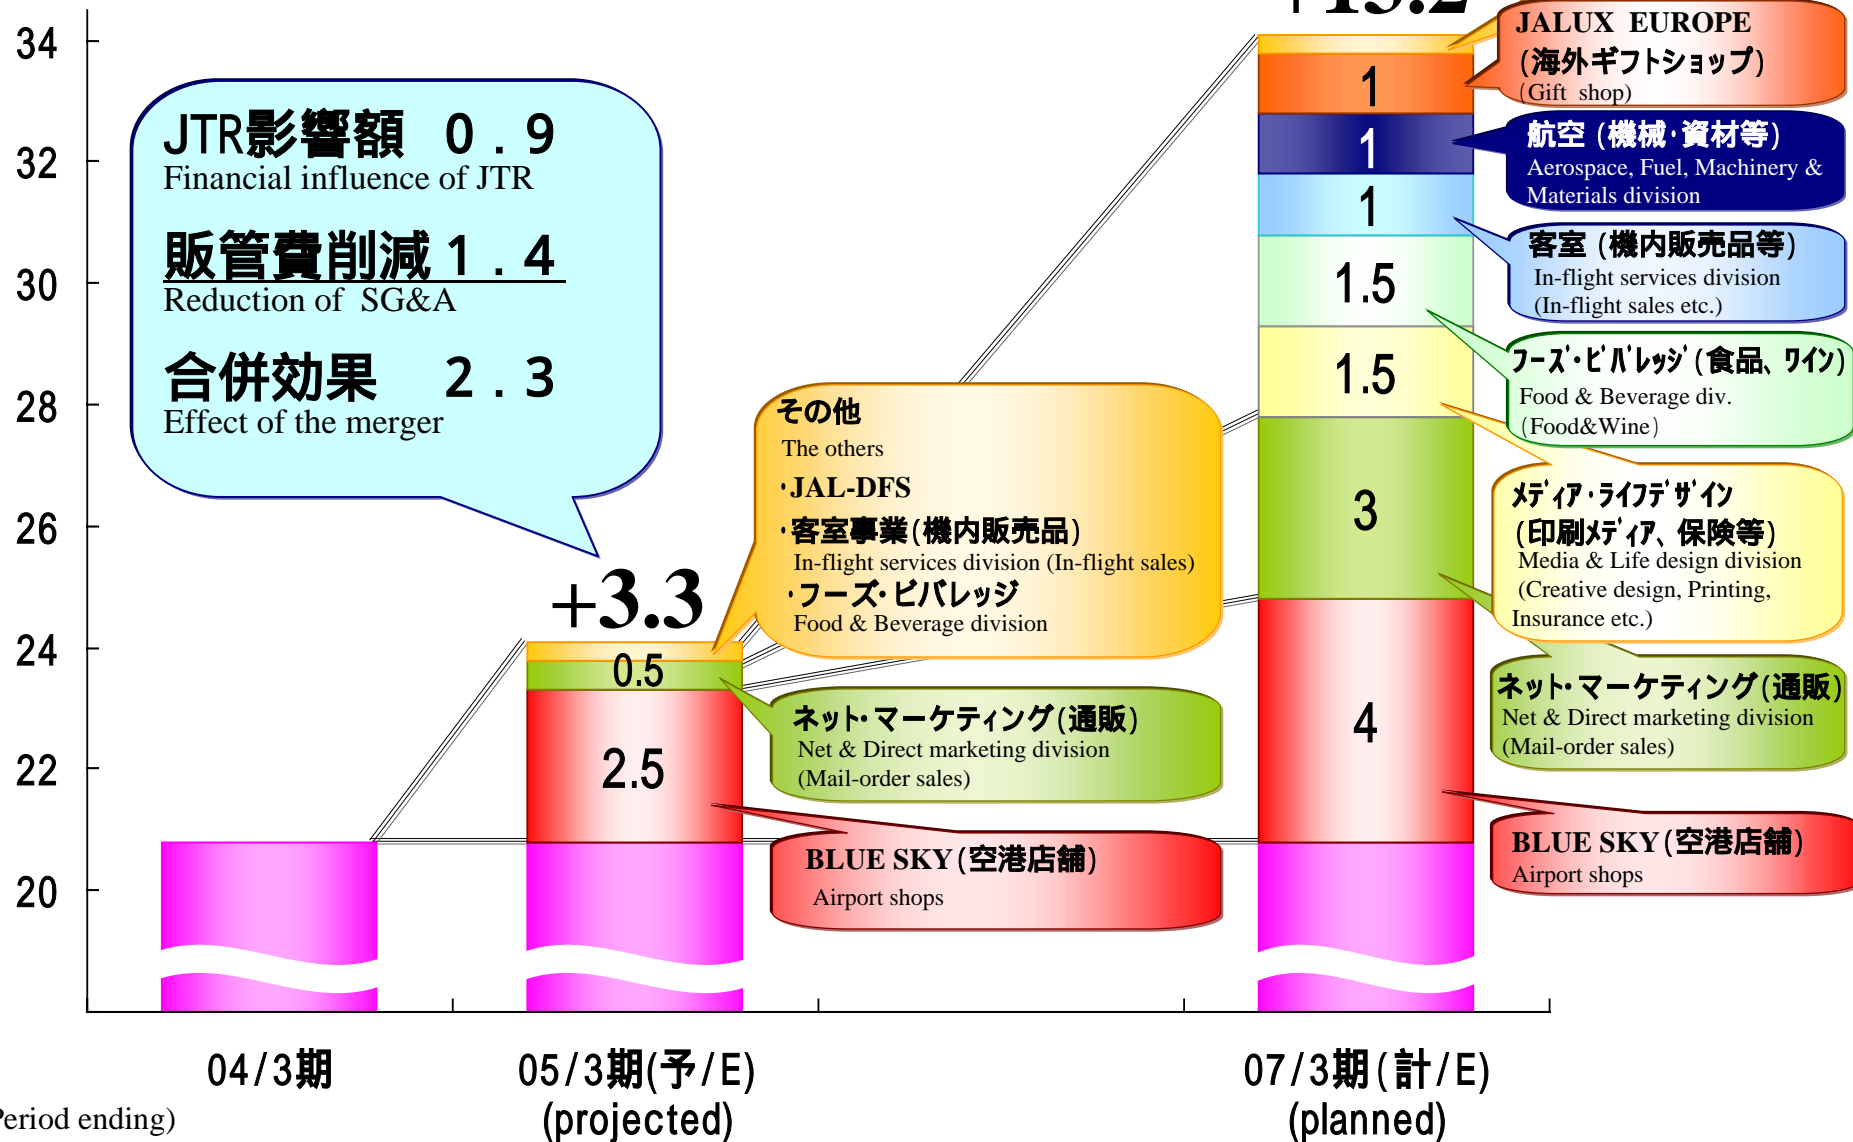 34
32
30
28
26
24
22
20
JTR影響額 0.9
Financial influence of JTR
販管費削減 1.4
Reduction of SG&A
合併効果 2.3
Effect of the merger
+3.3
0.5
2.5
その他
The others
・JAL-DFS
・客室事業(機内販売品)
In-flight services division (In-flight sales)
・フーズ・ビバレッジ
Food & Beverage division
ネット・マーケティング(通販)
Net & Direct marketing division
(Mail-order sales)
BLUE SKY(空港店舗)
Airport shops
1
1
1
1.5
1.5
3
4
JALUX EUROPE
(海外ギフトショップ)
(Gift shop)
航空(機械・資材等)
Aerospace, Fuel, Machinery &
Materials division
客室(機内販売品等)
In-flight services division
(In-flight sales etc.)
フーズ・ビバレッジ(食品、ワイン)
Food & Beverage div.
(Food&Wine)
メディア・ライフデザイン
(印刷メディア、保険等)
Media & Life design division
(Creative design, Printing,
Insurance etc.)
ネット・マーケティング(通販)
Net & Direct marketing division
(Mail-order sales)
BLUE SKY(空港店舗)
Airport shops
04/3期
05/3期(予/E)
(projected)
07/3期(計/E)
(planned)
Period ending)